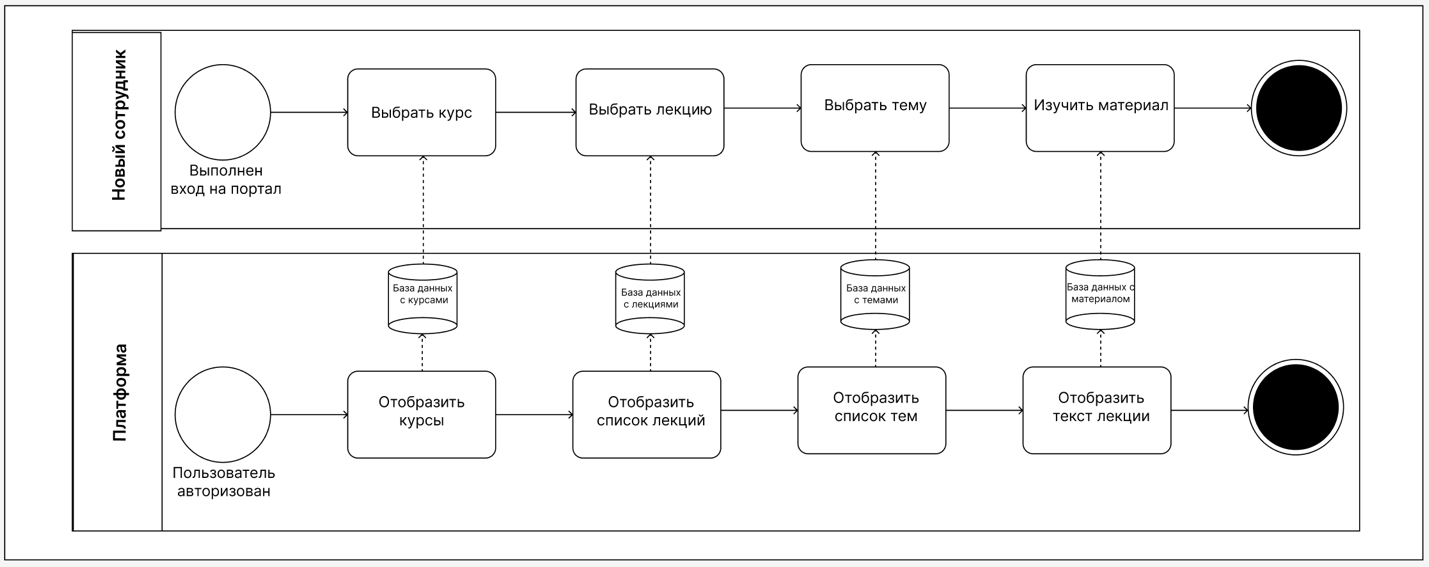 Новый сотрудник
Выполнен
вход на портал
Выбрать курс
Выбрать лекцию
Выбрать тему
Изучить материал
Платформа
База данных
с курсами
База данных
с лекциями
База данных
с темами
База данных с
материалом
Пользователь
авторизован
Отобразить
курсы
Отобразить
список лекций
Отобразить
список тем
Отобразить
текст лекции